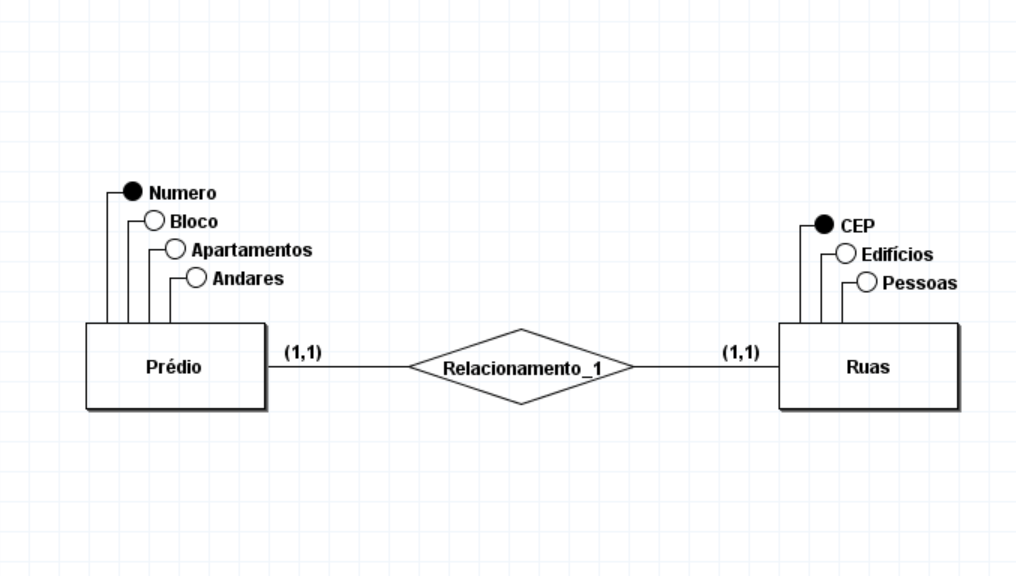 Numero
Bloco
Apartamentos
Andares
CEP
Edifícios
Pessoas
Prédio
(1,1)
Relacionamento_1
(1,1)
Ruas